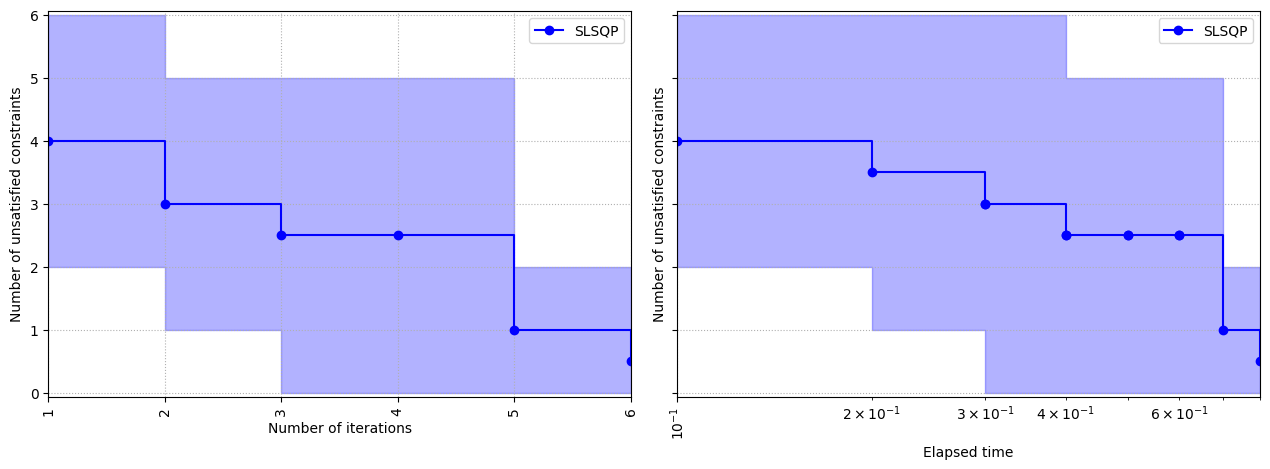 Number of unsatisfied constraints
6
5
4
3
2
1
0
SLSQP
1
2
3
4
5
6
Number of iterations
Number of unsatisfied constraints
SLSQP
10⁻¹
2 × 10⁻¹
3 × 10⁻¹
4 × 10⁻¹
6 × 10⁻¹
Elapsed time